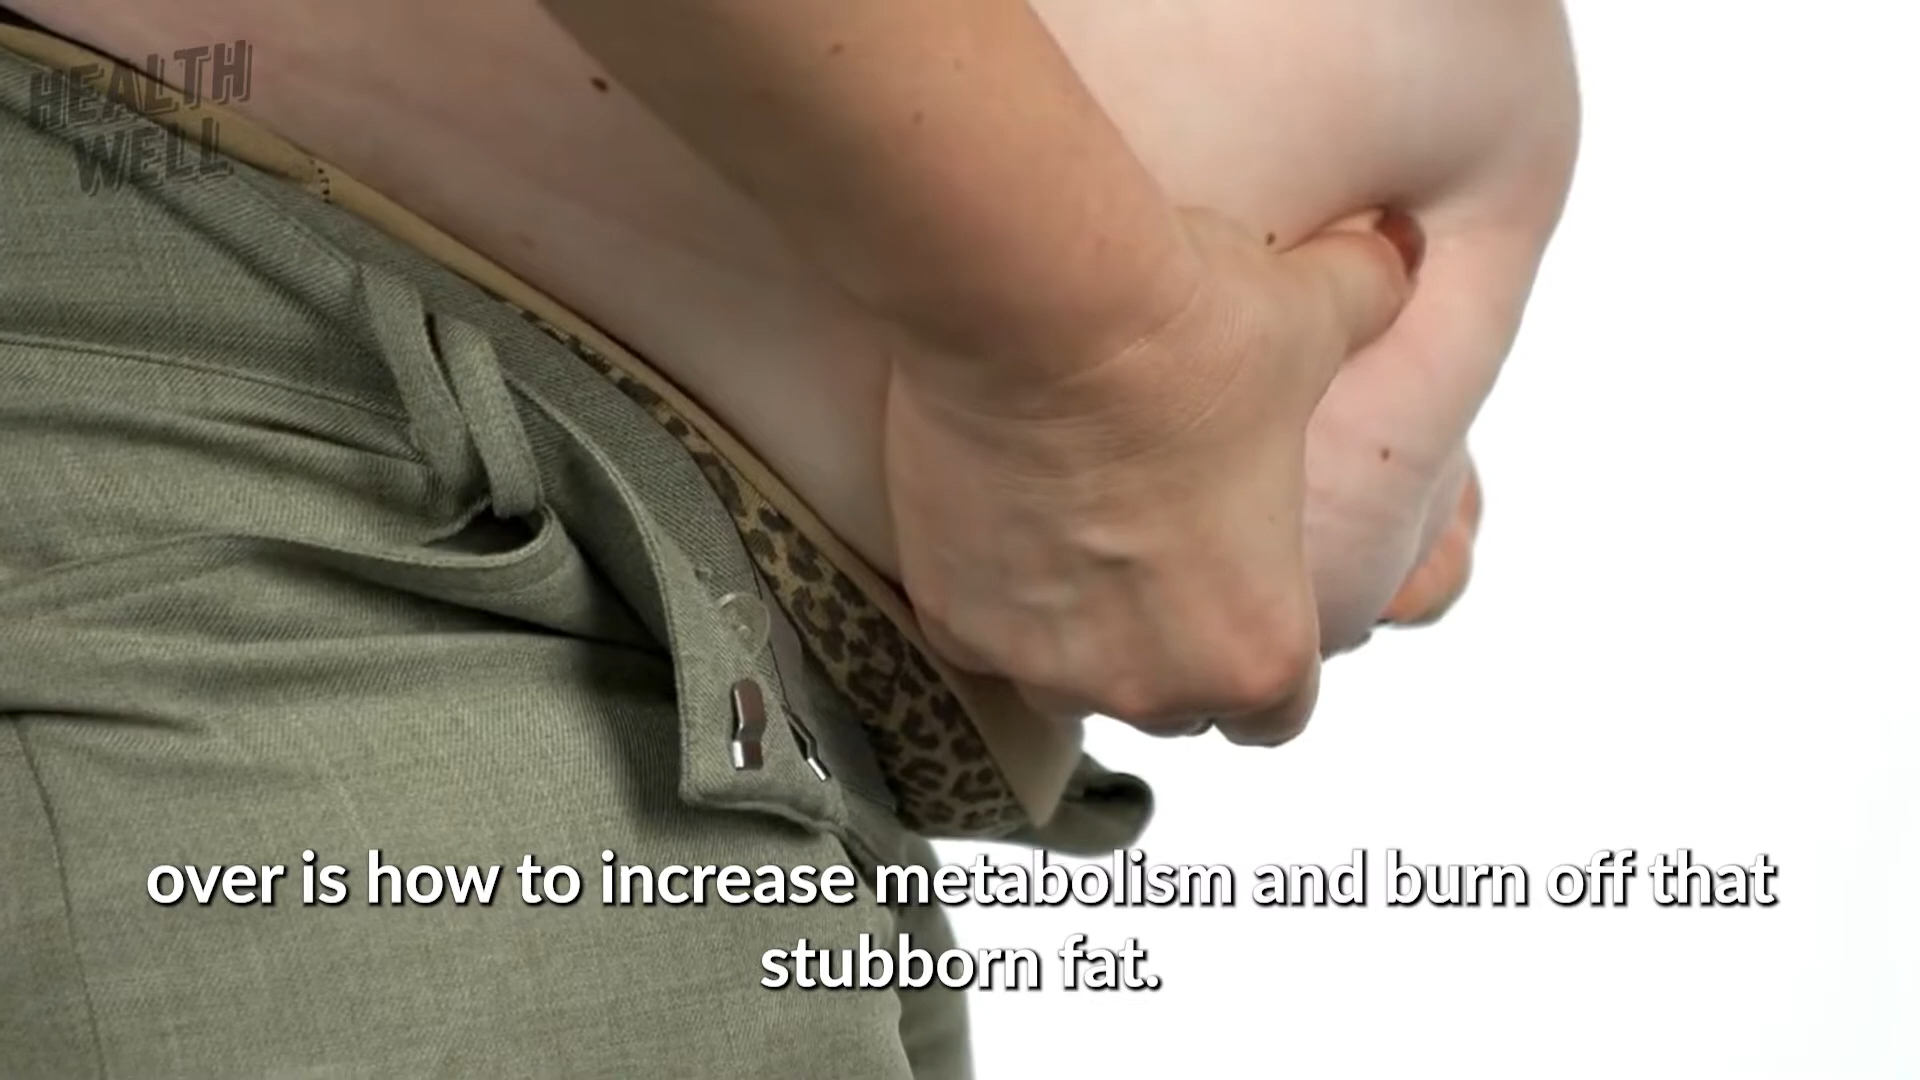 HEALTH
WELL
over is how to increase metabolism and burn off that
stubborn fat.